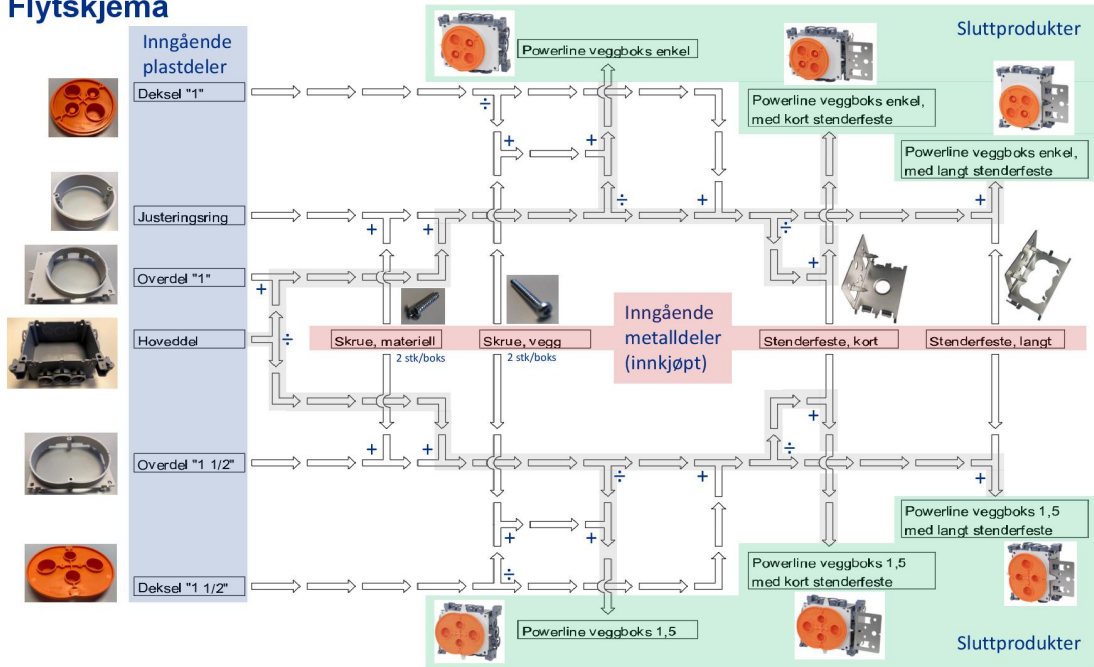 Flytskjema
Inngående
plastdeler
Sluttprodukter
Powerline veggboks enkel
Deksel "1"
÷
Powerline veggboks enkel,
med kort stenderfeste
+
+
Powerline veggboks enkel,
med langt stenderfeste
÷
+
+
Justeringsring
+
+
÷
+
Overdel "1"
+
Inngående
metalldeler
(innkjøpt)
Hoveddel
÷
Skrue, materiell
2 stk/boks
Skrue, vegg
2 stk/boks
Stenderfeste, kort
Stenderfeste, langt
+
+
+
÷
Overdel "1 1/2"
÷
+
+
Powerline veggboks 1,5
med langt stenderfeste
+
+
Powerline veggboks 1,5
med kort stenderfeste
÷
Deksel "1 1/2"
Powerline veggboks 1,5
Sluttprodukter